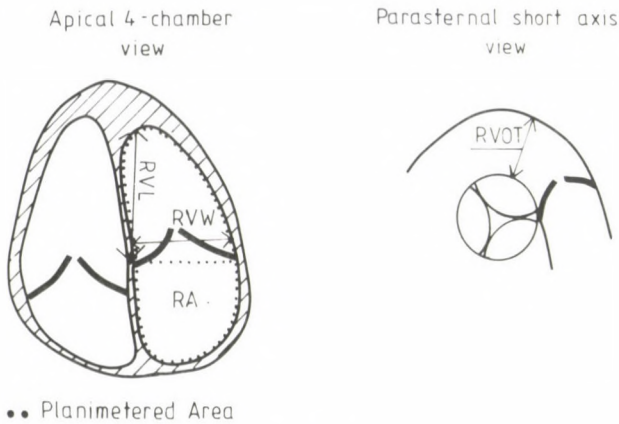 Apical 4-chamber
view
Parasternal short axis
view
RVL
RVW
RA
RVOT
•• Planimetered Area